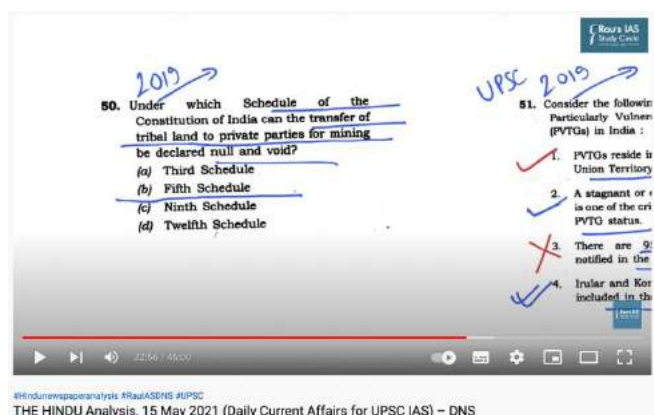 Rau's IAS
Study Circle
2019
50. Under which Schedule of the
Constitution of India can the transfer of
tribal land to private parties for mining
be declared null and void?
(a) Third Schedule
(b) Fifth Schedule
(c) Ninth Schedule
(d) Twelfth Schedule
UPSC 2019
51. Consider the followin
Particularly Vulner
(PVTGs) in India :
1. PVTGs reside i
Union Territory
2. A stagnant or
is one of the cri
PVTG status.
3. There are 9
notified in the
4. Irular and Kor
included in th
22:56 / 46:00
#Hindunewspaperanalysis #RauIASDNS #UPSC
THE HINDU Analysis, 15 May 2021 (Daily Current Affairs for UPSC IAS) – DNS